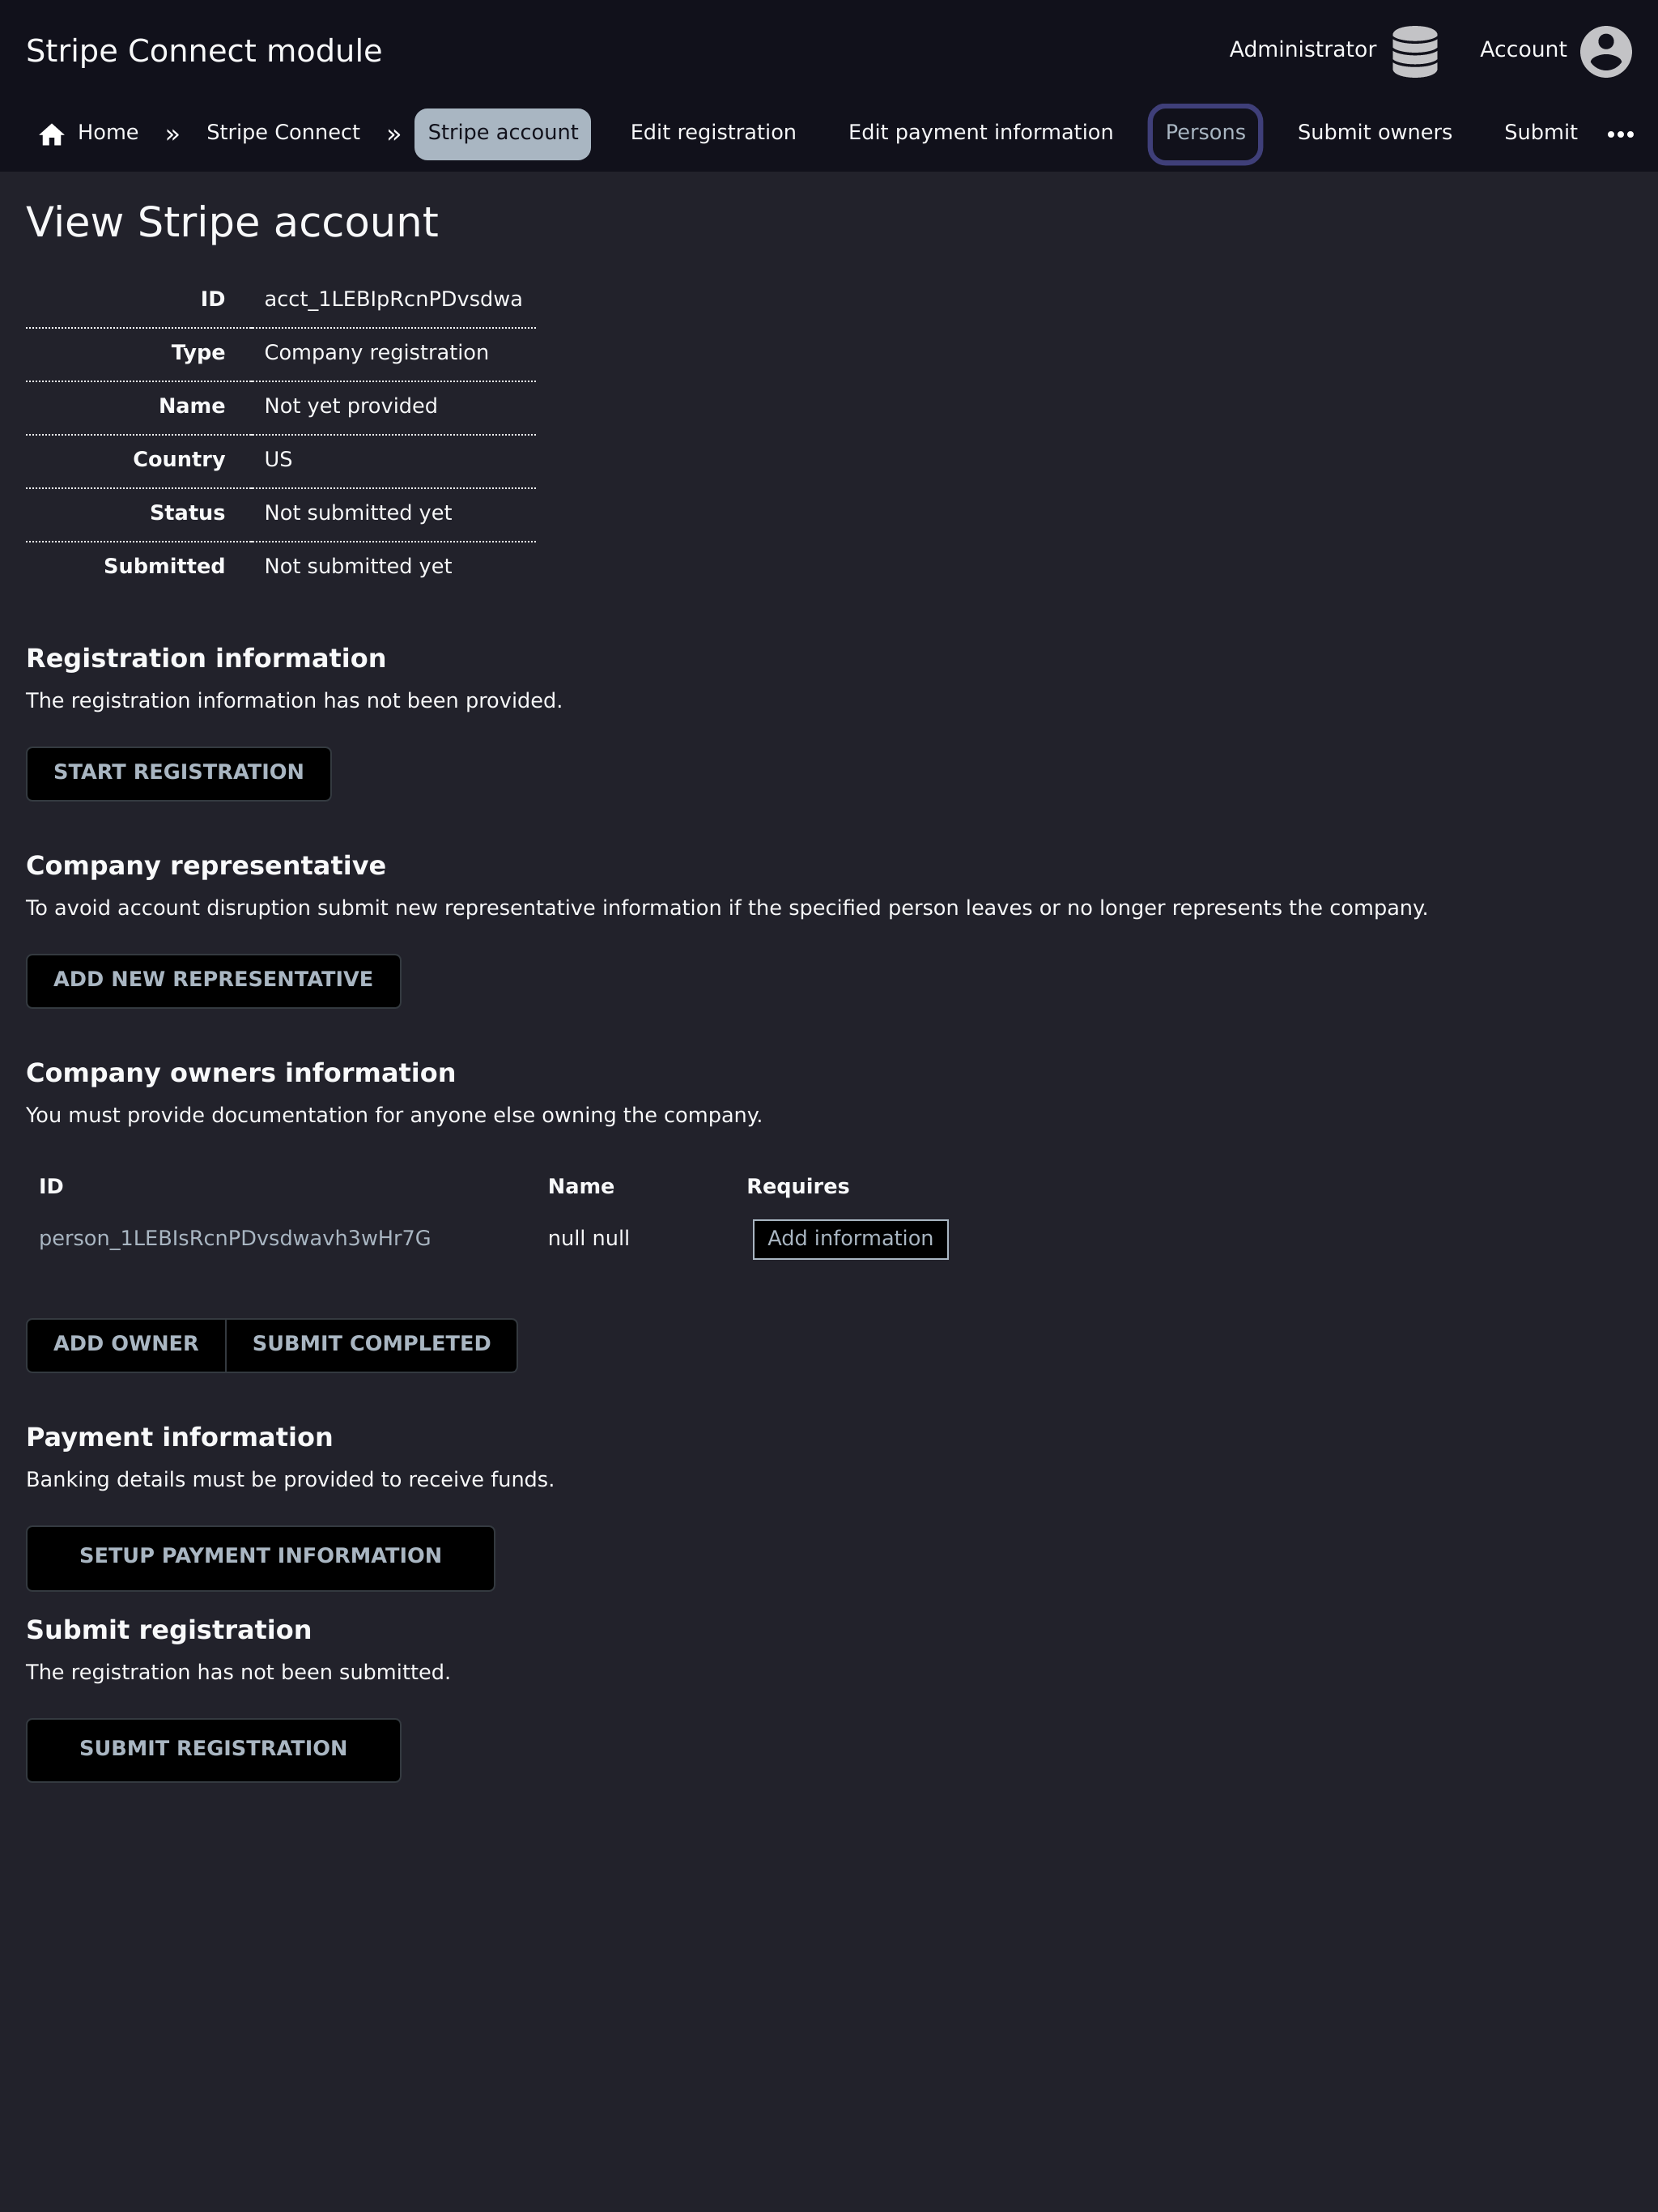 Stripe Connect module
Administrator
Account
Home » Stripe Connect » Stripe account Edit registration Edit payment information Persons Submit owners Submit •••
View Stripe account
ID acct_1LEBIpRcnPDvsdwa
Type Company registration
Name Not yet provided
Country US
Status Not submitted yet
Submitted Not submitted yet
Registration information
The registration information has not been provided.
START REGISTRATION
Company representative
To avoid account disruption submit new representative information if the specified person leaves or no longer represents the company.
ADD NEW REPRESENTATIVE
Company owners information
You must provide documentation for anyone else owning the company.
ID Name Requires
person_1LEBIsRcnPDvsdwavh3wHr7G null null Add information
ADD OWNER SUBMIT COMPLETED
Payment information
Banking details must be provided to receive funds.
SETUP PAYMENT INFORMATION
Submit registration
The registration has not been submitted.
SUBMIT REGISTRATION